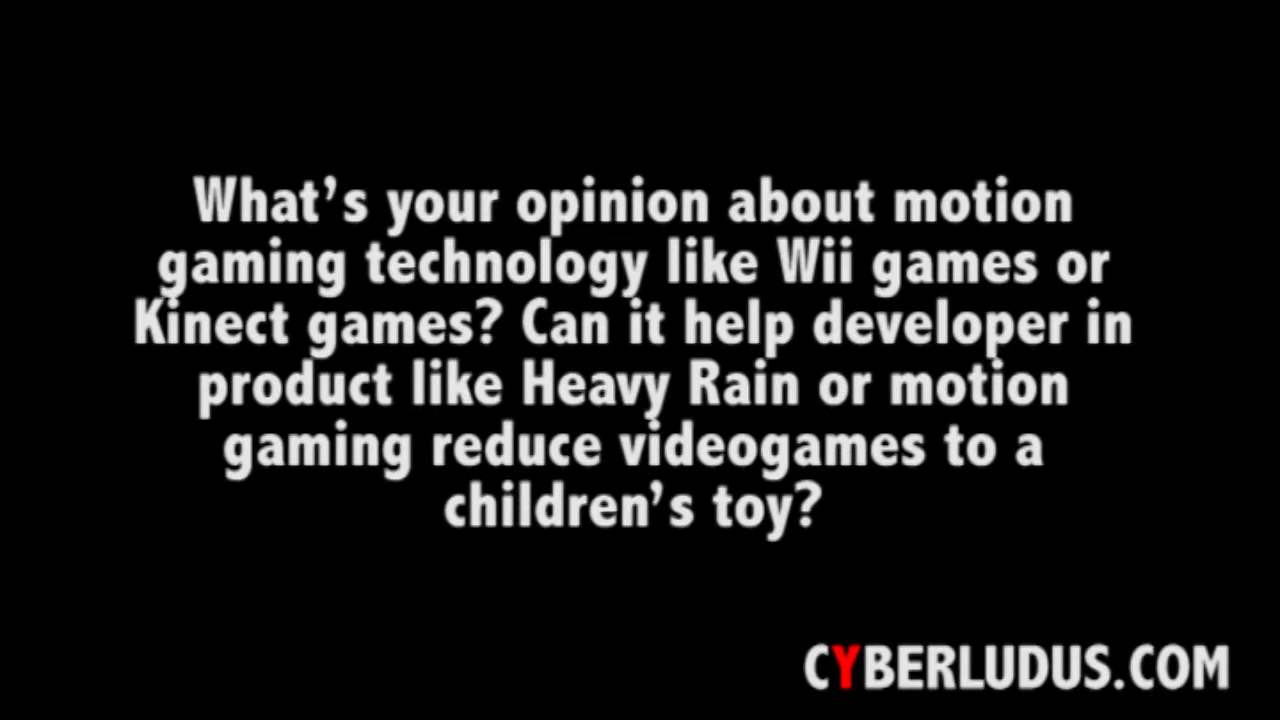 What’s your opinion about motion
gaming technology like Wii games or
Kinect games? Can it help developer in
product like Heavy Rain or motion
gaming reduce videogames to a
children’s toy?
CYBERLUDUS.COM